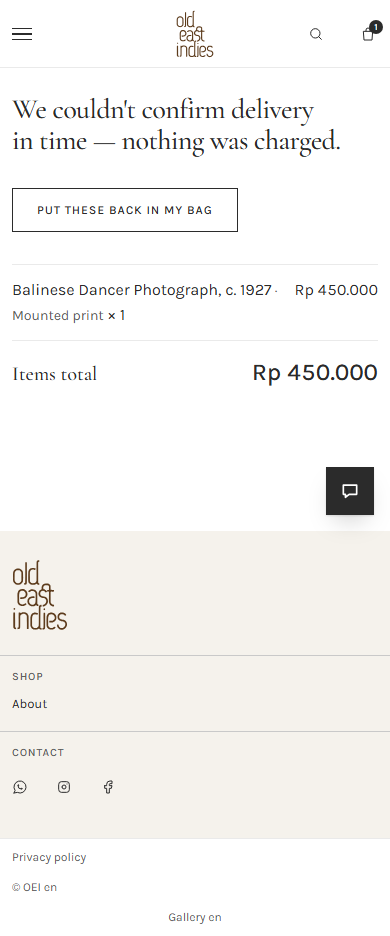 old
east
indies
1
We couldn't confirm delivery
in time — nothing was charged.
PUT THESE BACK IN MY BAG
Balinese Dancer Photograph, c. 1927 · Rp 450.000
Mounted print × 1
Items total Rp 450.000
old
east
indies
SHOP
About
CONTACT
Privacy policy
© OEI en
Gallery en